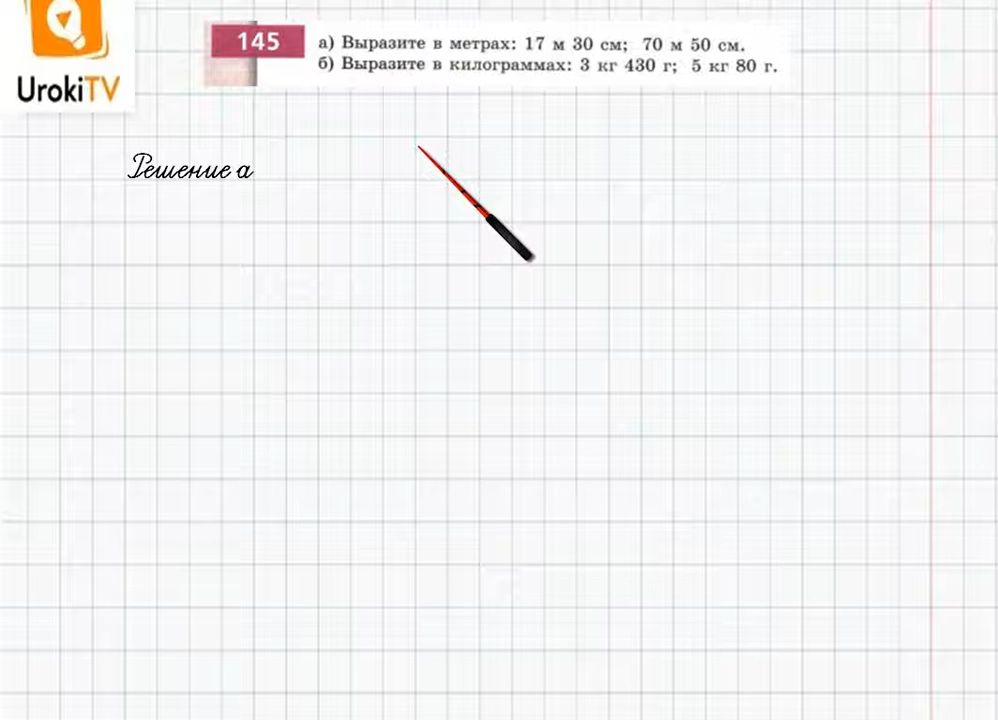 UrokiTV
145
а) Выразите в метрах: 17 м 30 см; 70 м 50 см.
б) Выразите в килограммах: 3 кг 430 г; 5 кг 80 г.
Решение а